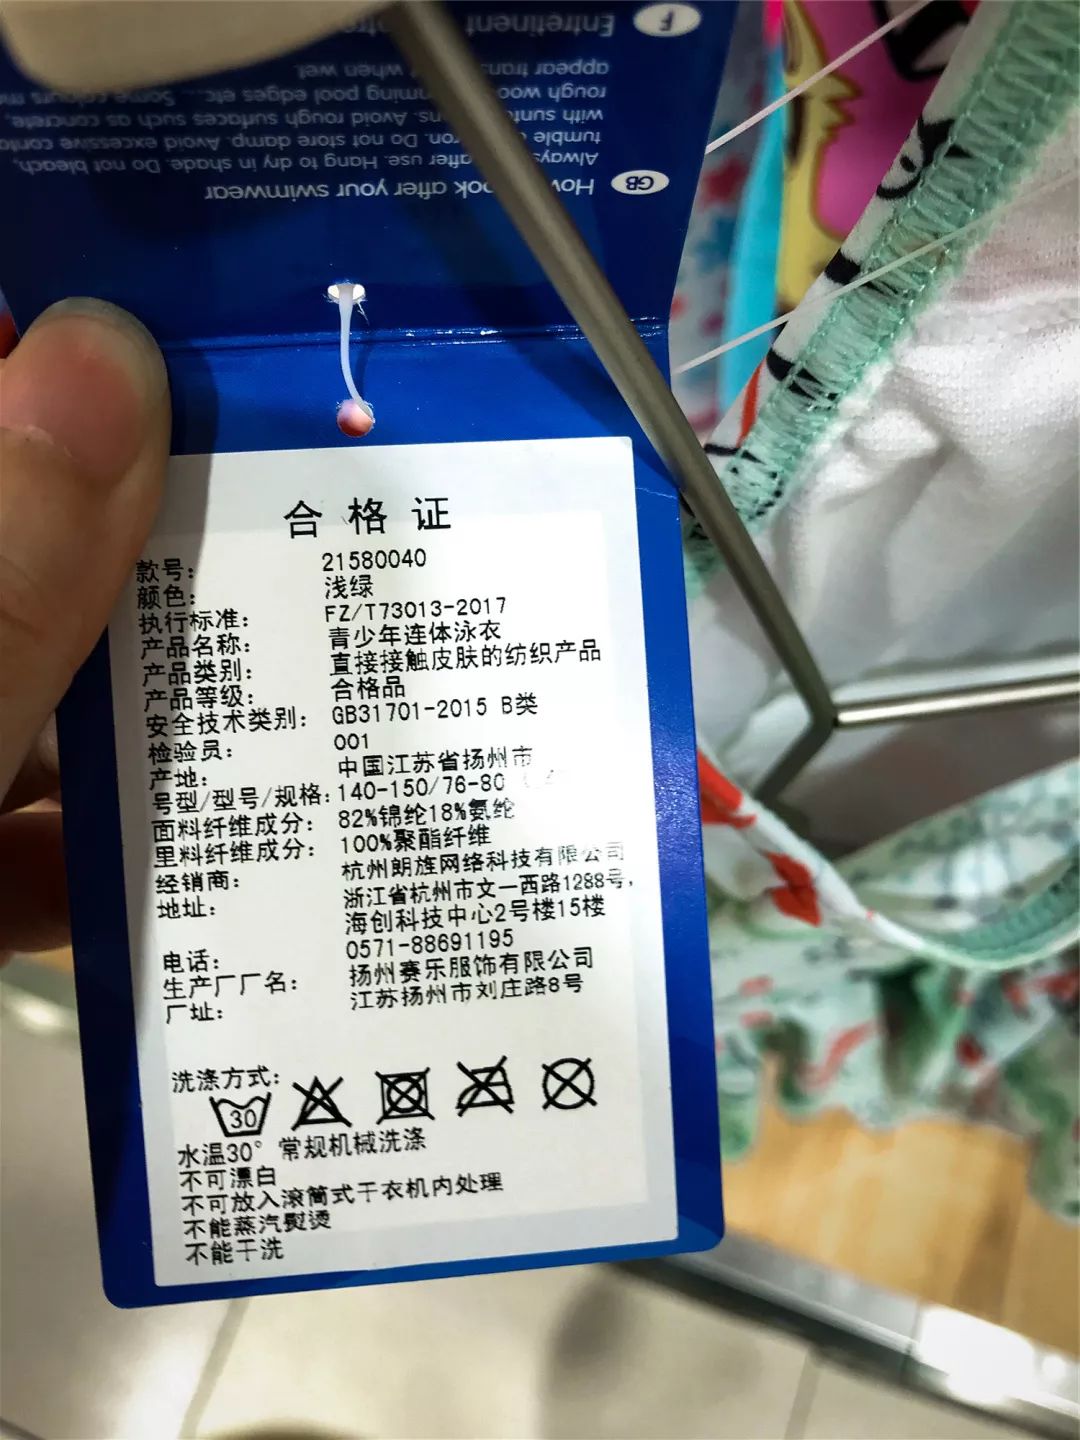 F Entretinent
appear transparent when wet.
rough wood, swimming pool edges etc... Some colours
with suntan lotions. Avoid rough surfaces such as concrete,
tumble dry or iron. Do not store damp. Avoid excessive
Always rinse after use. Hang to dry in shade. Do not bleach,
GB How to look after your swimwear
合格证
款号: 21580040
颜色: 浅绿
执行标准: FZ/T73013-2017
产品名称: 青少年连体泳衣
产品类别: 直接接触皮肤的纺织产品
产品等级: 合格品
安全技术类别: GB31701-2015 B类
检验员: 001
产地: 中国江苏省扬州市
号型/型号/规格: 140-150/76-80
面料纤维成分: 82%锦纶18%氨纶
里料纤维成分: 100%聚酯纤维
经销商: 杭州朗旌网络科技有限公司
地址: 浙江省杭州市文一西路1288号,
海创科技中心2号楼15楼
电话: 0571-88691195
生产厂厂名: 扬州赛乐服饰有限公司
厂址: 江苏扬州市刘庄路8号
洗涤方式:
30
水温30° 常规机械洗涤
不可漂白
不可放入滚筒式干衣机内处理
不能蒸汽熨烫
不能干洗